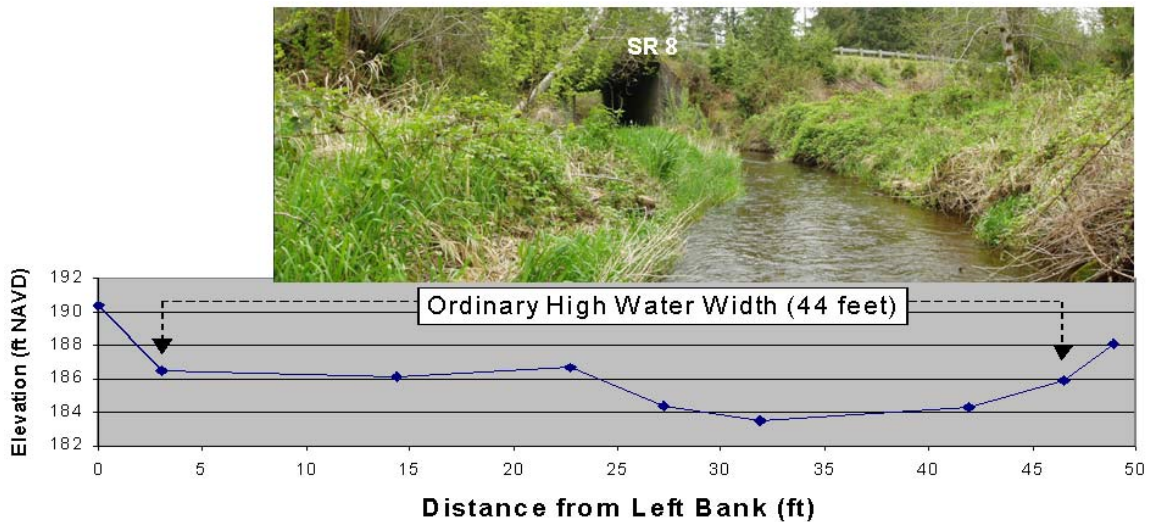 SR 8
192
190
188
186
184
182
Elevation (ft NAVD)
Ordinary High Water Width (44 feet)
0 5 10 15 20 25 30 35 40 45 50
Distance from Left Bank (ft)